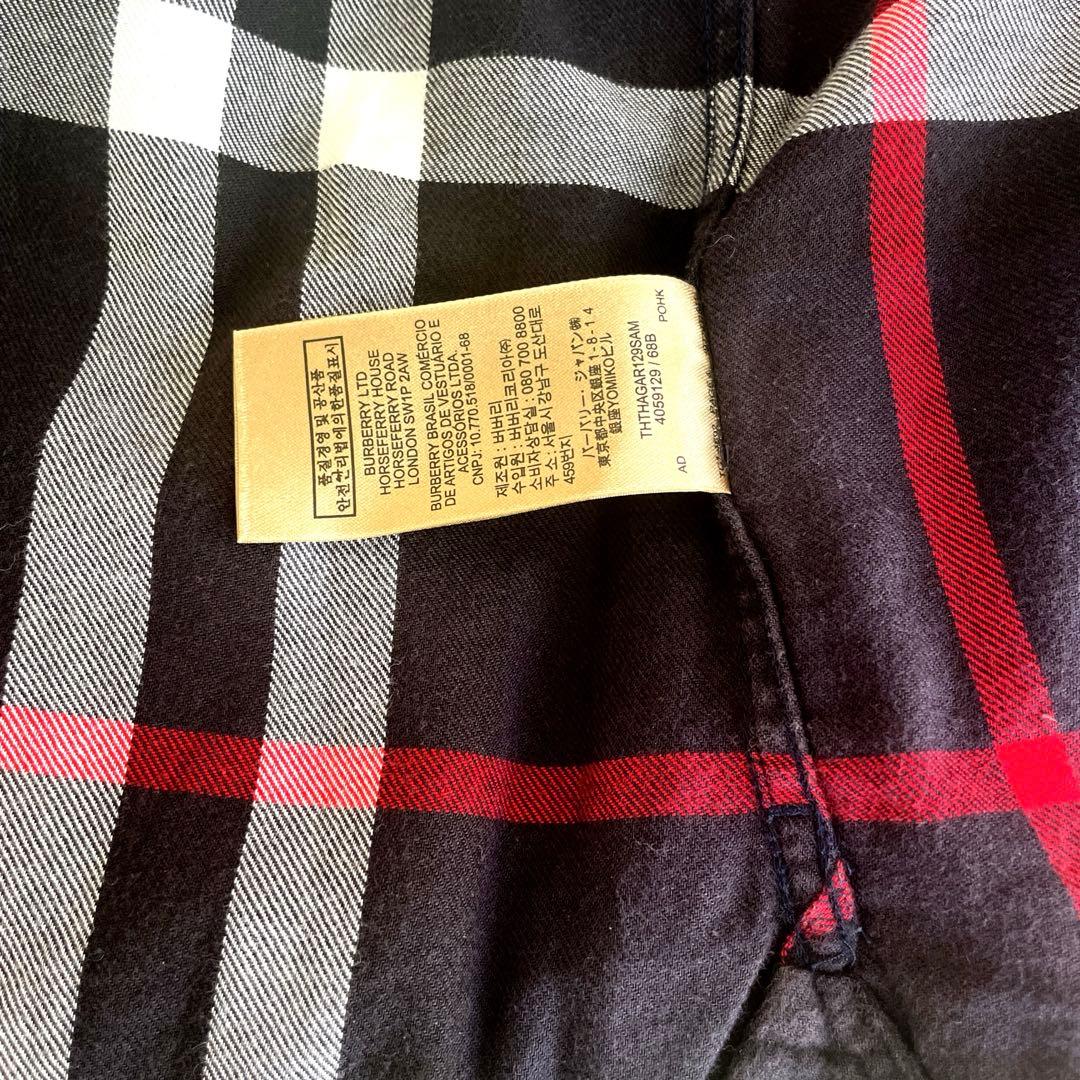 품질경영 및 공산품
안전관리법에의한품질표시
BURBERRY LTD
HORSEFERRY HOUSE
HORSEFERRY ROAD
LONDON SW1P 2AW
BURBERRY BRASIL COMÉRCIO
DE ARTIGOS DE VESTUÁRIO E
ACESSORIOS LTDA.
CNPJ: 10.770.518/0001-68
제조원 : 버버리
수입원 : 버버리코리아(주)
소비자상담실 : 080 700 8800
주 소 : 서울시 강남구 도산대로
459번지
バーバリー・ジャパン㈱
東京都中央区銀座1-8-14
銀座YOMIKOビル
THTHAGAR129SAM
4059129 / 68B
AD
POHK